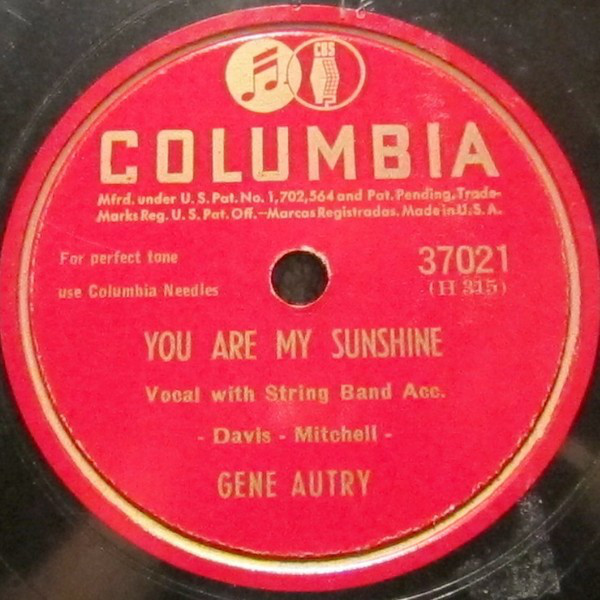 CBS
COLUMBIA
Mfrd. under U. S. Pat. No. 1,702,564 and Pat. Pending. Trade-
Marks Reg. U. S. Pat. Off.—Marcas Registradas. Made in U. S. A.
For perfect tone
use Columbia Needles
37021
(H 315)
YOU ARE MY SUNSHINE
Vocal with String Band Acc.
- Davis - Mitchell -
GENE AUTRY